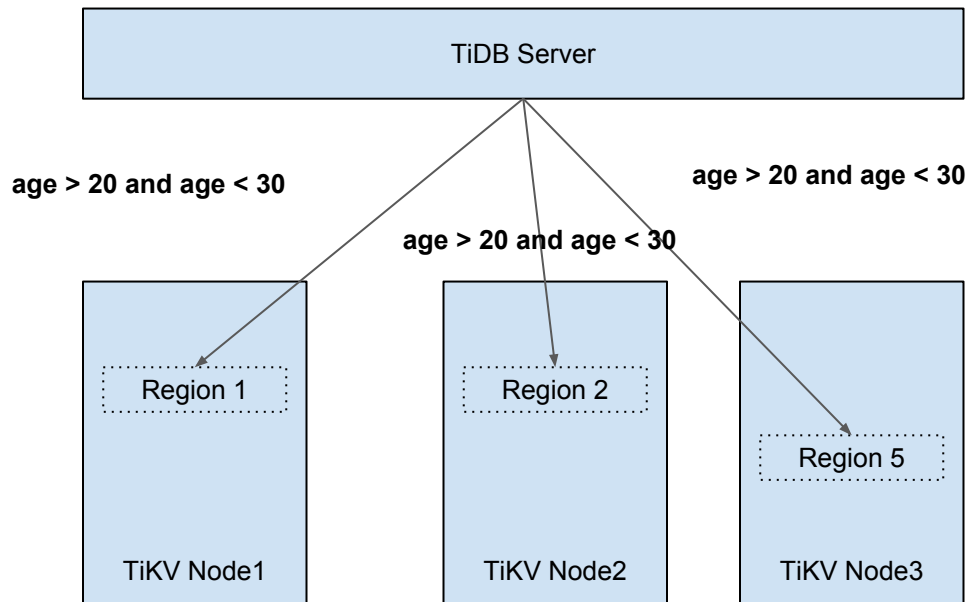 TiDB Server
age > 20 and age < 30
age > 20 and age < 30
age > 20 and age < 30
Region 1
Region 2
Region 5
TiKV Node1
TiKV Node2
TiKV Node3